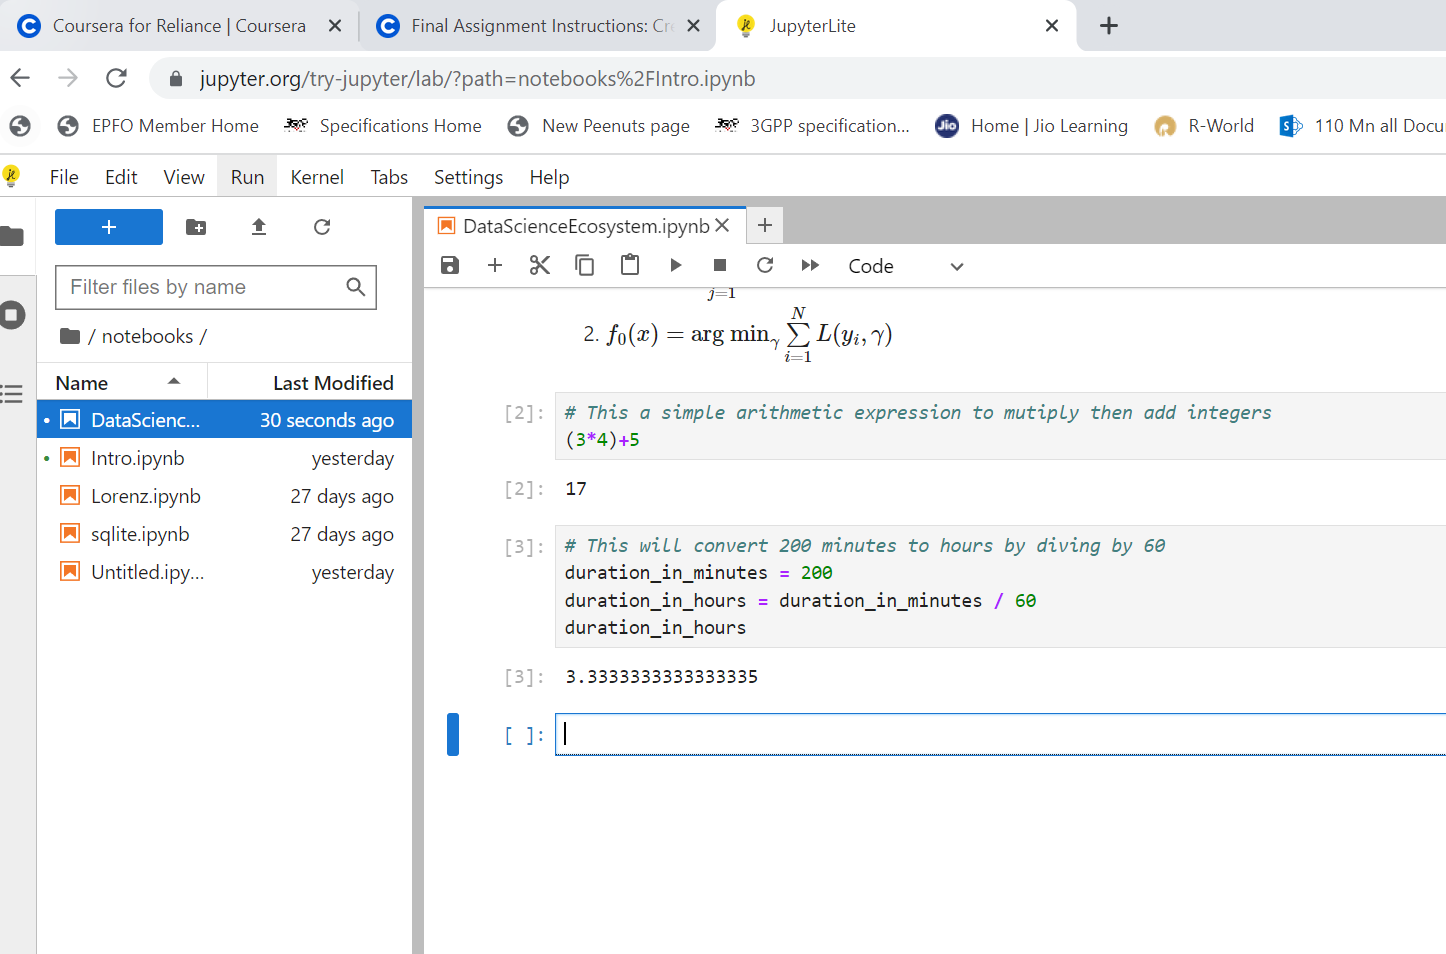 Coursera for Reliance | Coursera
Final Assignment Instructions: Cr
JupyterLite
jupyter.org/try-jupyter/lab/?path=notebooks%2FIntro.ipynb
EPFO Member Home
Specifications Home
New Peenuts page
3GPP specification...
Jio
Home | Jio Learning
R-World
S
110 Mn all Docu
File Edit View Run Kernel Tabs Settings Help
DataScienceEcosystem.ipynb
Filter files by name
Code
/ notebooks /
Name Last Modified
DataScienc... 30 seconds ago
Intro.ipynb yesterday
Lorenz.ipynb 27 days ago
sqlite.ipynb 27 days ago
Untitled.ipy... yesterday
j=1
2. f₀(x) = arg min_γ ∑_{i=1}^{N} L(y_i, γ)
[2]: # This a simple arithmetic expression to mutiply then add integers
(3*4)+5
[2]: 17
[3]: # This will convert 200 minutes to hours by diving by 60
duration_in_minutes = 200
duration_in_hours = duration_in_minutes / 60
duration_in_hours
[3]: 3.3333333333333335
[ ]: